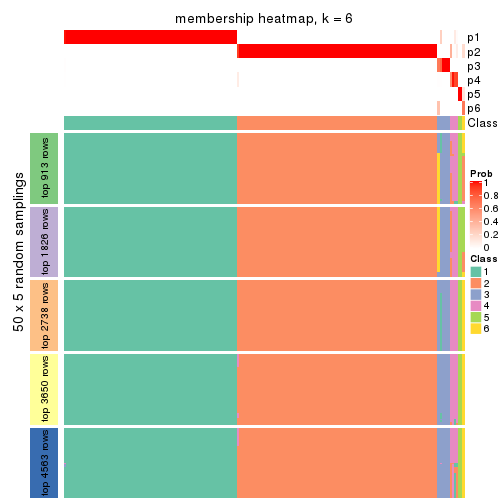 membership heatmap, k = 6
p1
p2
p3
p4
p5
p6
Class
50 x 5 random samplings
top 913 rows
top 1826 rows
top 2738 rows
top 3650 rows
top 4563 rows
Prob
1
0.8
0.6
0.4
0.2
0
Class
1
2
3
4
5
6